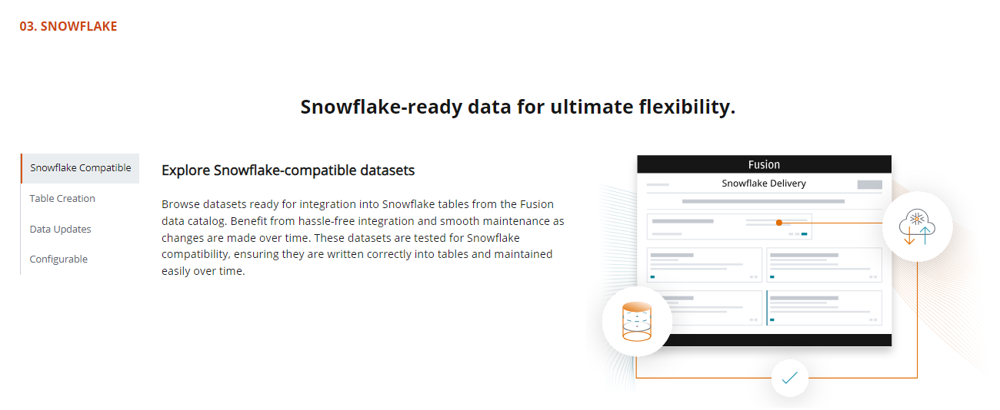 03. SNOWFLAKE
Snowflake-ready data for ultimate flexibility.
Snowflake Compatible
Table Creation
Data Updates
Configurable
Explore Snowflake-compatible datasets
Browse datasets ready for integration into Snowflake tables from the Fusion
data catalog. Benefit from hassle-free integration and smooth maintenance as
changes are made over time. These datasets are tested for Snowflake
compatibility, ensuring they are written correctly into tables and maintained
easily over time.
Fusion
Snowflake Delivery